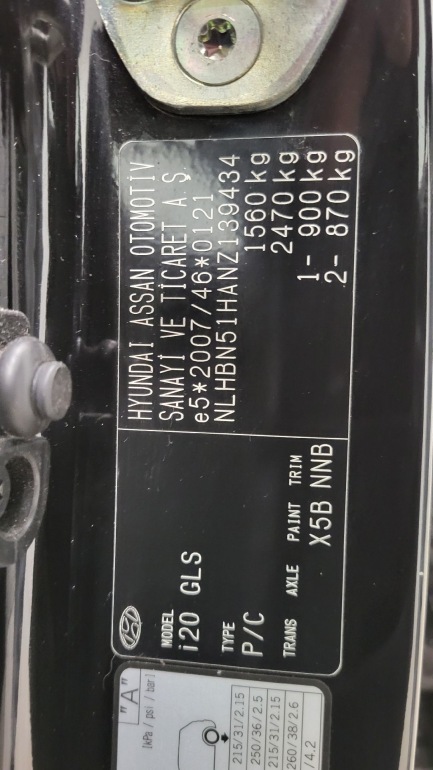 HYUNDAI ASSAN OTOMOTİV
SANAYİ VE TİCARET A.Ş.
e5*2007/46*0121
NLHBN51HANZ139434
1560 kg
2470 kg
1- 900 kg
2- 870 kg
MODEL
i20 GLS
TYPE
P/C
TRANS AXLE PAINT TRIM
X5B NNB
"A"
[kPa / psi / bar]
215/31/2.15
250/36/2.5
215/31/2.15
260/38/2.6
/4.2